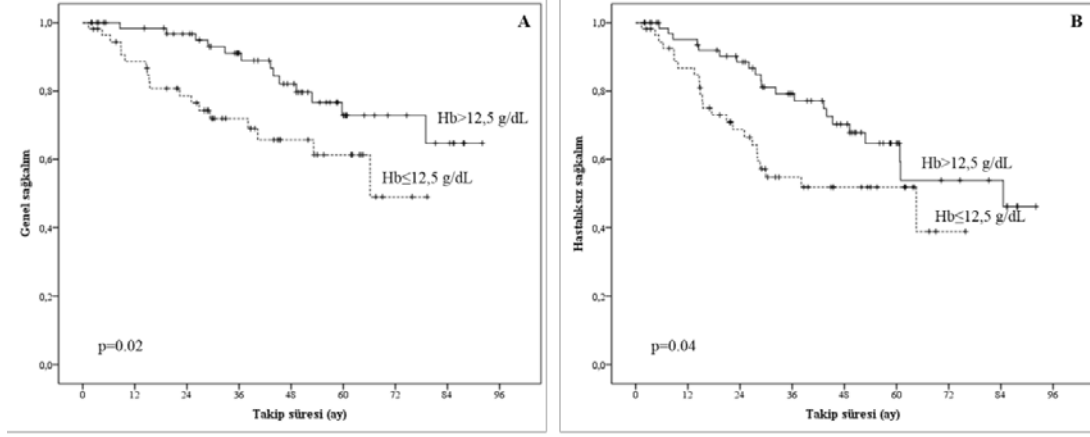 A
1,0
0,8
0,6
0,4
0,2
0,0
Genel sağkalım
Hb>12,5 g/dL
Hb≤12,5 g/dL
p=0.02
0 12 24 36 48 60 72 84 96
Takip süresi (ay)
B
1,0
0,8
0,6
0,4
0,2
0,0
Hastalıksız sağkalım
Hb>12,5 g/dL
Hb≤12,5 g/dL
p=0.04
0 12 24 36 48 60 72 84 96
Takip süresi (ay)